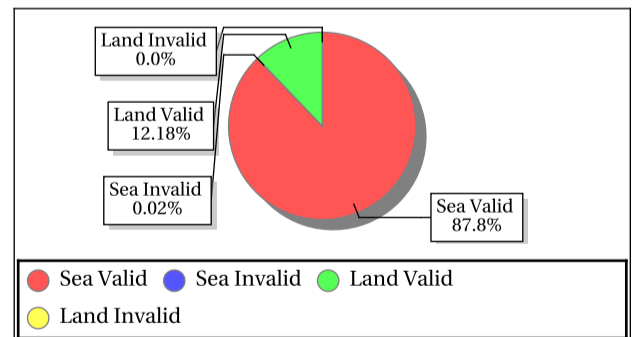 Land Invalid
0.0%
Land Valid
12.18%
Sea Invalid
0.02%
Sea Valid
87.8%
Sea Valid Sea Invalid Land Valid
Land Invalid